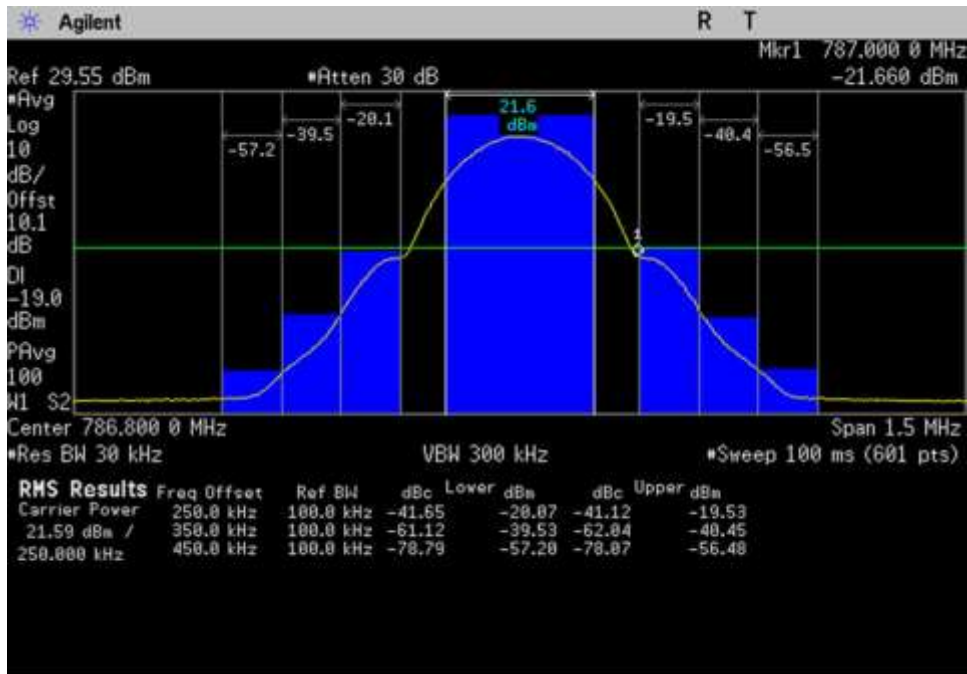 Agilent R T
Mkr1 787.000 0 MHz
Ref 29.55 dBm #Atten 30 dB -21.660 dBm
#Avg
Log
10
dB/
Offst
10.1
dB
DI
-19.0
dBm
PAvg
100
W1 S2
-57.2
-39.5
-20.1
21.6
dBm
-19.5
-40.4
-56.5
1
Center 786.800 0 MHz Span 1.5 MHz
#Res BW 30 kHz VBW 300 kHz #Sweep 100 ms (601 pts)
RMS Results Freq Offset Ref BW dBc Lower dBm dBc Upper dBm
Carrier Power 250.0 kHz 100.0 kHz -41.65 -20.07 -41.12 -19.53
21.59 dBm / 350.0 kHz 100.0 kHz -61.12 -39.53 -62.04 -40.45
250.000 kHz 450.0 kHz 100.0 kHz -78.79 -57.20 -78.07 -56.48